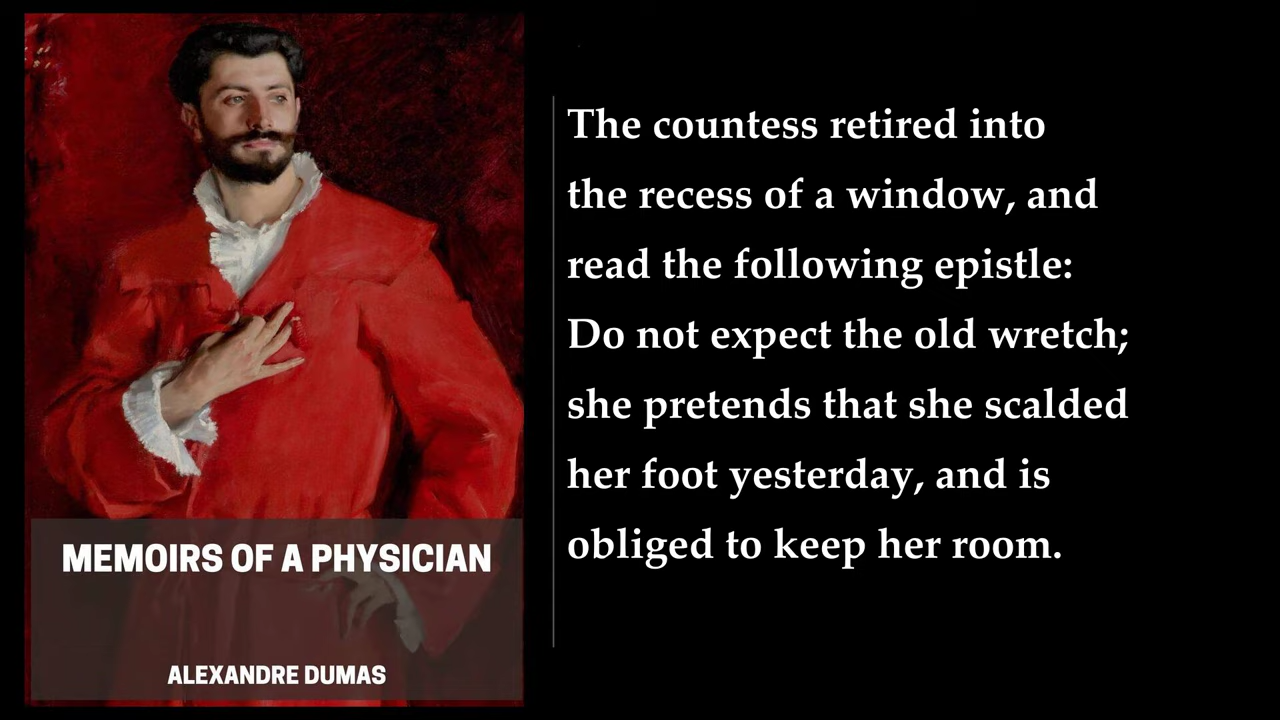 MEMOIRS OF A PHYSICIAN
ALEXANDRE DUMAS
The countess retired into
the recess of a window, and
read the following epistle:
Do not expect the old wretch;
she pretends that she scalded
her foot yesterday, and is
obliged to keep her room.